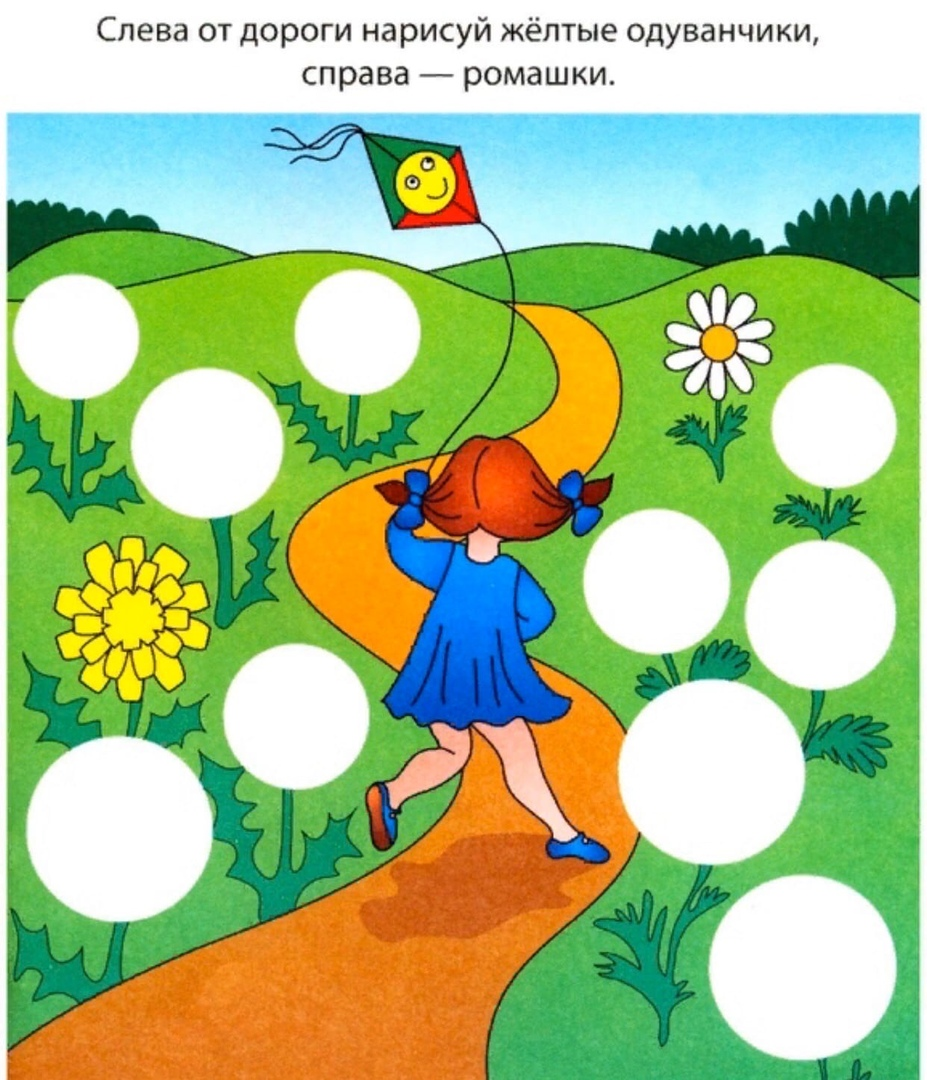 Слева от дороги нарисуй жёлтые одуванчики,
справа — ромашки.